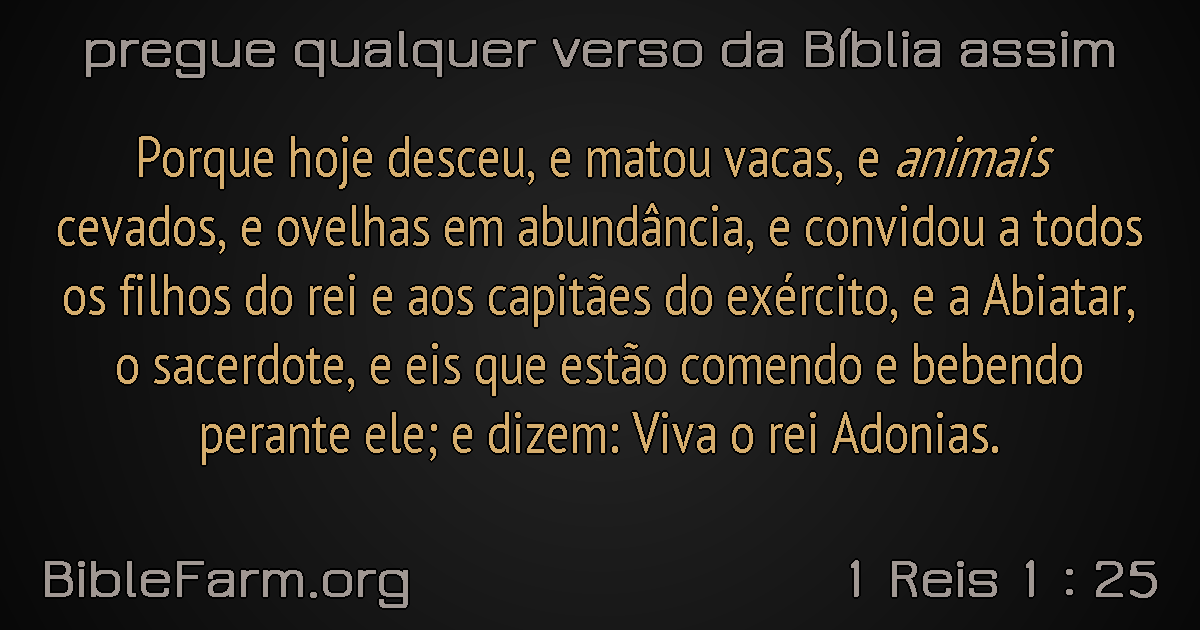 pregue qualquer verso da Bíblia assim
Porque hoje desceu, e matou vacas, e animais
cevados, e ovelhas em abundância, e convidou a todos
os filhos do rei e aos capitães do exército, e a Abiatar,
o sacerdote, e eis que estão comendo e bebendo
perante ele; e dizem: Viva o rei Adonias.
BibleFarm.org
1 Reis 1 : 25